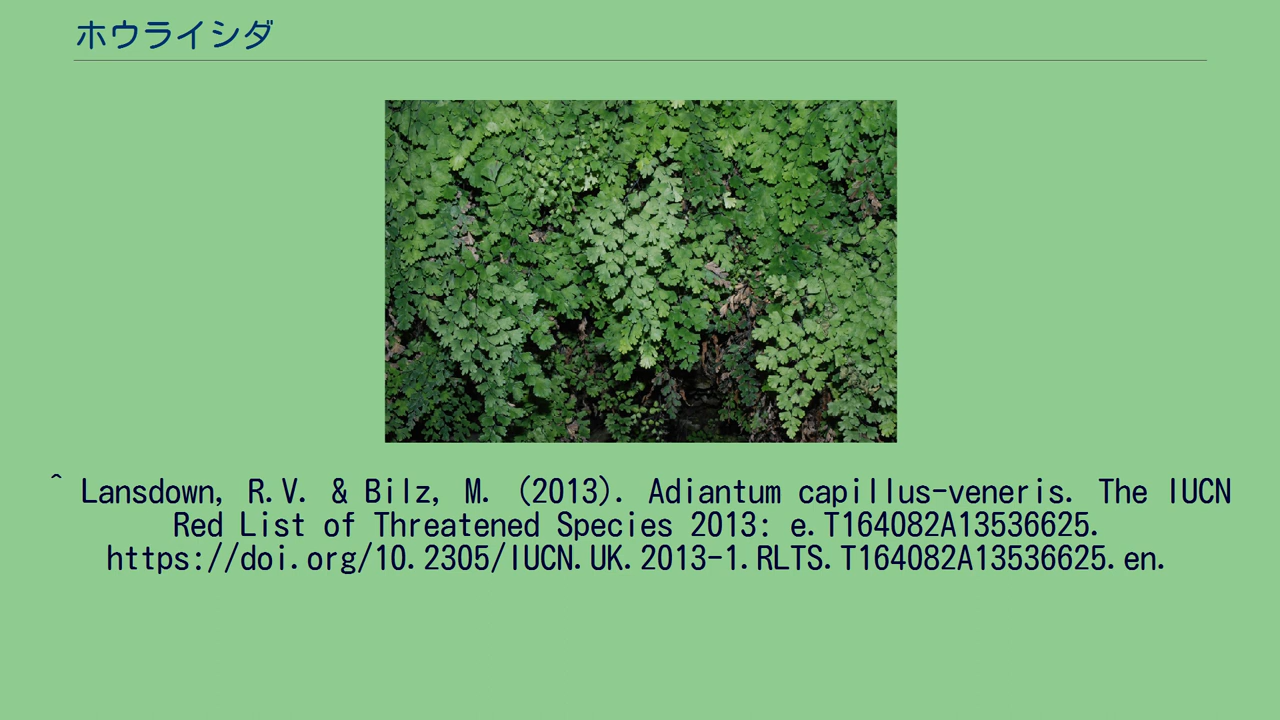 ホウライシダ
^ Lansdown, R.V. & Bilz, M. (2013). Adiantum capillus-veneris. The IUCN
Red List of Threatened Species 2013: e.T164082A13536625.
https://doi.org/10.2305/IUCN.UK.2013-1.RLTS.T164082A13536625.en.